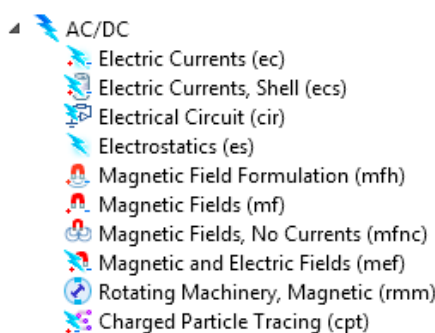 AC/DC
Electric Currents (ec)
Electric Currents, Shell (ecs)
Electrical Circuit (cir)
Electrostatics (es)
Magnetic Field Formulation (mfh)
Magnetic Fields (mf)
Magnetic Fields, No Currents (mfnc)
Magnetic and Electric Fields (mef)
Rotating Machinery, Magnetic (rmm)
Charged Particle Tracing (cpt)